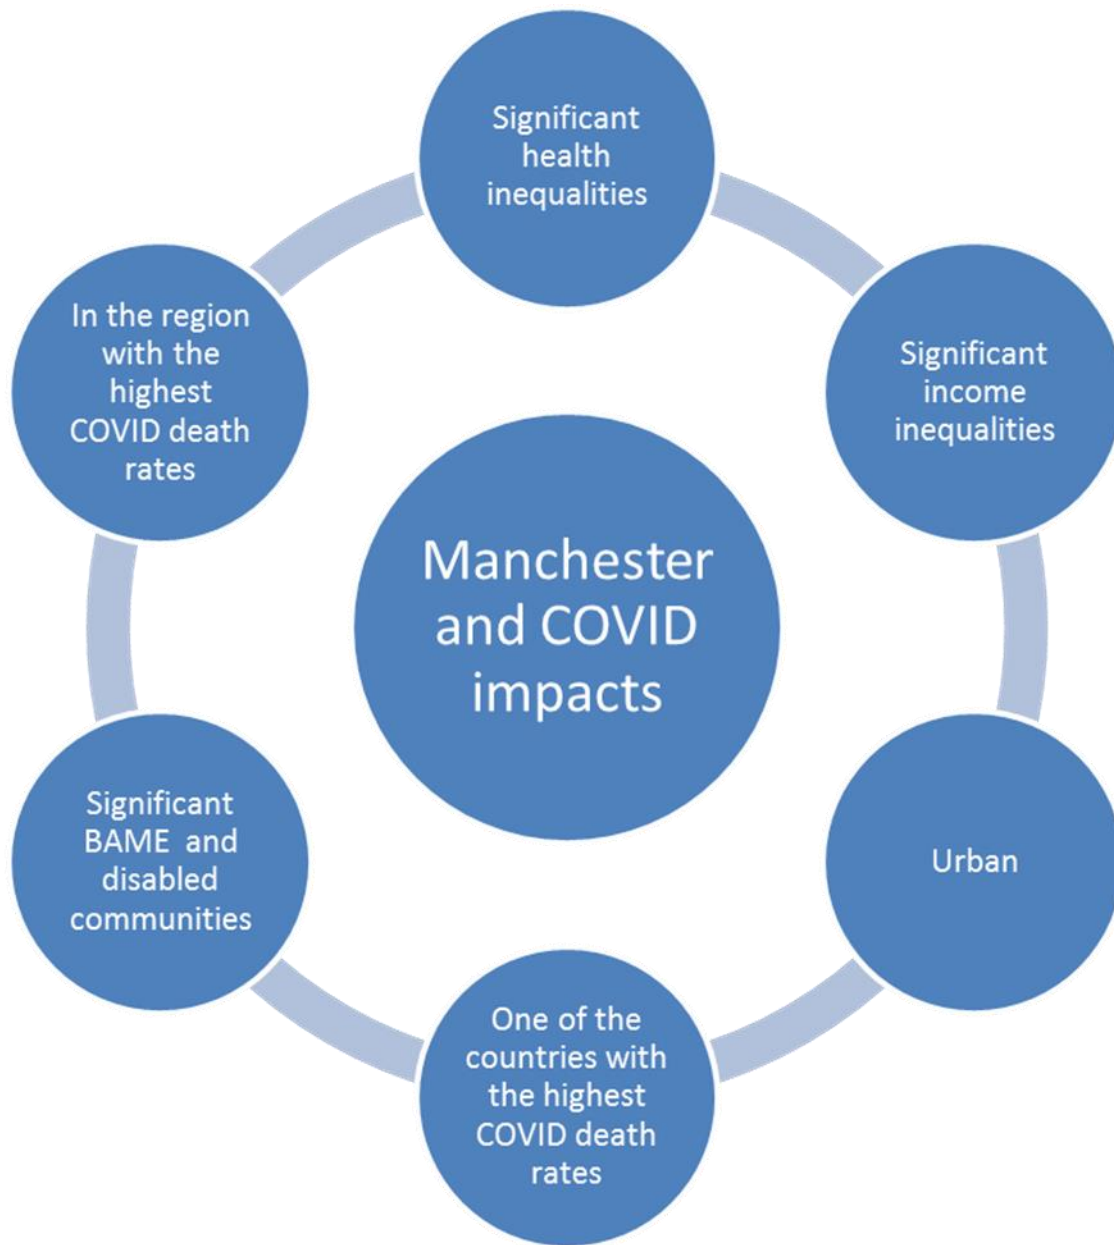 Significant
health
inequalities
Significant
income
inequalities
Urban
One of the
countries with
the highest
COVID death
rates
Significant
BAME and
disabled
communities
In the region
with the
highest
COVID death
rates
Manchester
and COVID
impacts